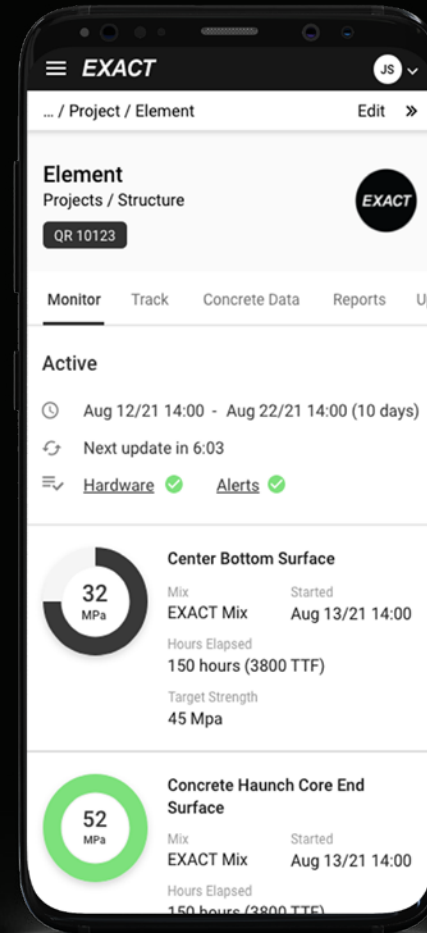 EXACT
JS
... / Project / Element
Edit »
Element
Projects / Structure
EXACT
QR 10123
Monitor
Track
Concrete Data
Reports
Active
Aug 12/21 14:00 - Aug 22/21 14:00 (10 days)
Next update in 6:03
Hardware
Alerts
32
MPa
Center Bottom Surface
Mix
Started
EXACT Mix
Aug 13/21 14:00
Hours Elapsed
150 hours (3800 TTF)
Target Strength
45 Mpa
52
MPa
Concrete Haunch Core End
Surface
Mix
Started
EXACT Mix
Aug 13/21 14:00
Hours Elapsed
150 hours (3800 TTF)